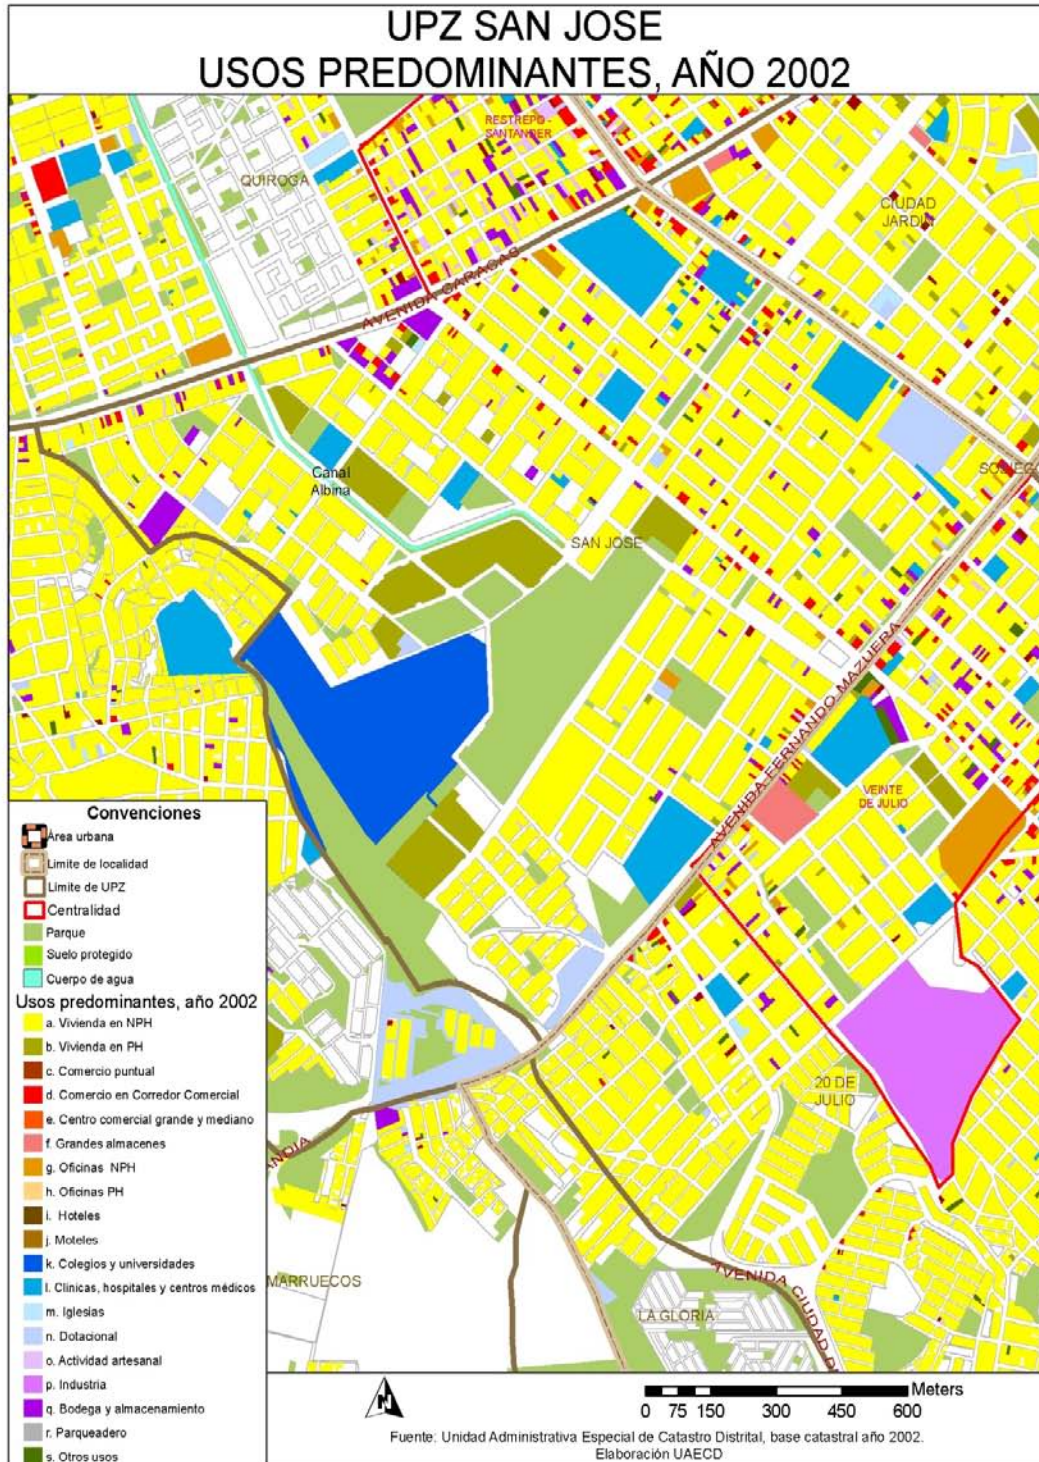 UPZ SAN JOSE
USOS PREDOMINANTES, AÑO 2002
RESTREPO -
SANTANDER
QUIROGA
CIUDAD
JARDIN
AVENIDA CARACAS
Canal
Albina
SAN JOSE
AVENIDA FERNANDO MAZUERA
VEINTE
DE JULIO
20 DE
JULIO
MARRUECOS
LA GLORIA
Convenciones
Área urbana
Limite de localidad
Limite de UPZ
Centralidad
Parque
Suelo protegido
Cuerpo de agua
Usos predominantes, año 2002
a. Vivienda en NPH
b. Vivienda en PH
c. Comercio puntual
d. Comercio en Corredor Comercial
e. Centro comercial grande y mediano
f. Grandes almacenes
g. Oficinas NPH
h. Oficinas PH
i. Hoteles
j. Moteles
k. Colegios y universidades
l. Clinicas, hospitales y centros médicos
m. Iglesias
n. Dotacional
o. Actividad artesanal
p. Industria
q. Bodega y almacenamiento
r. Parqueadero
s. Otros usos
AVENIDA CIUDAD
N
Meters
0 75 150 300 450 600
Fuente: Unidad Administrativa Especial de Catastro Distrital, base catastral año 2002.
Elaboración UAECD